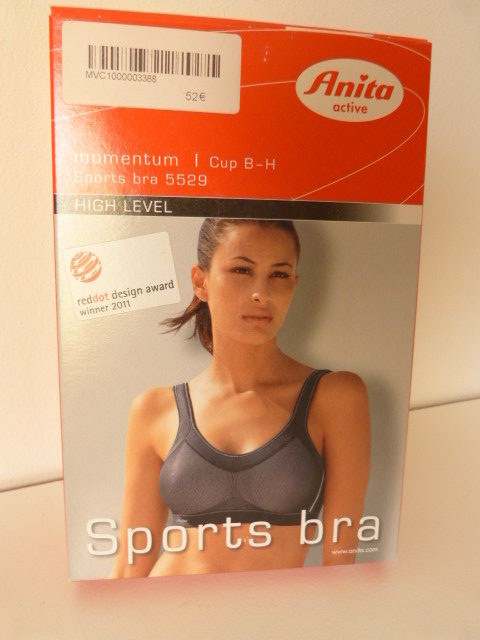 MVC1000003388
52€
Anita
active
momentum | Cup B-H
Sports bra 5529
HIGH LEVEL
reddot design award
winner 2011
Sports bra
www.anita.com